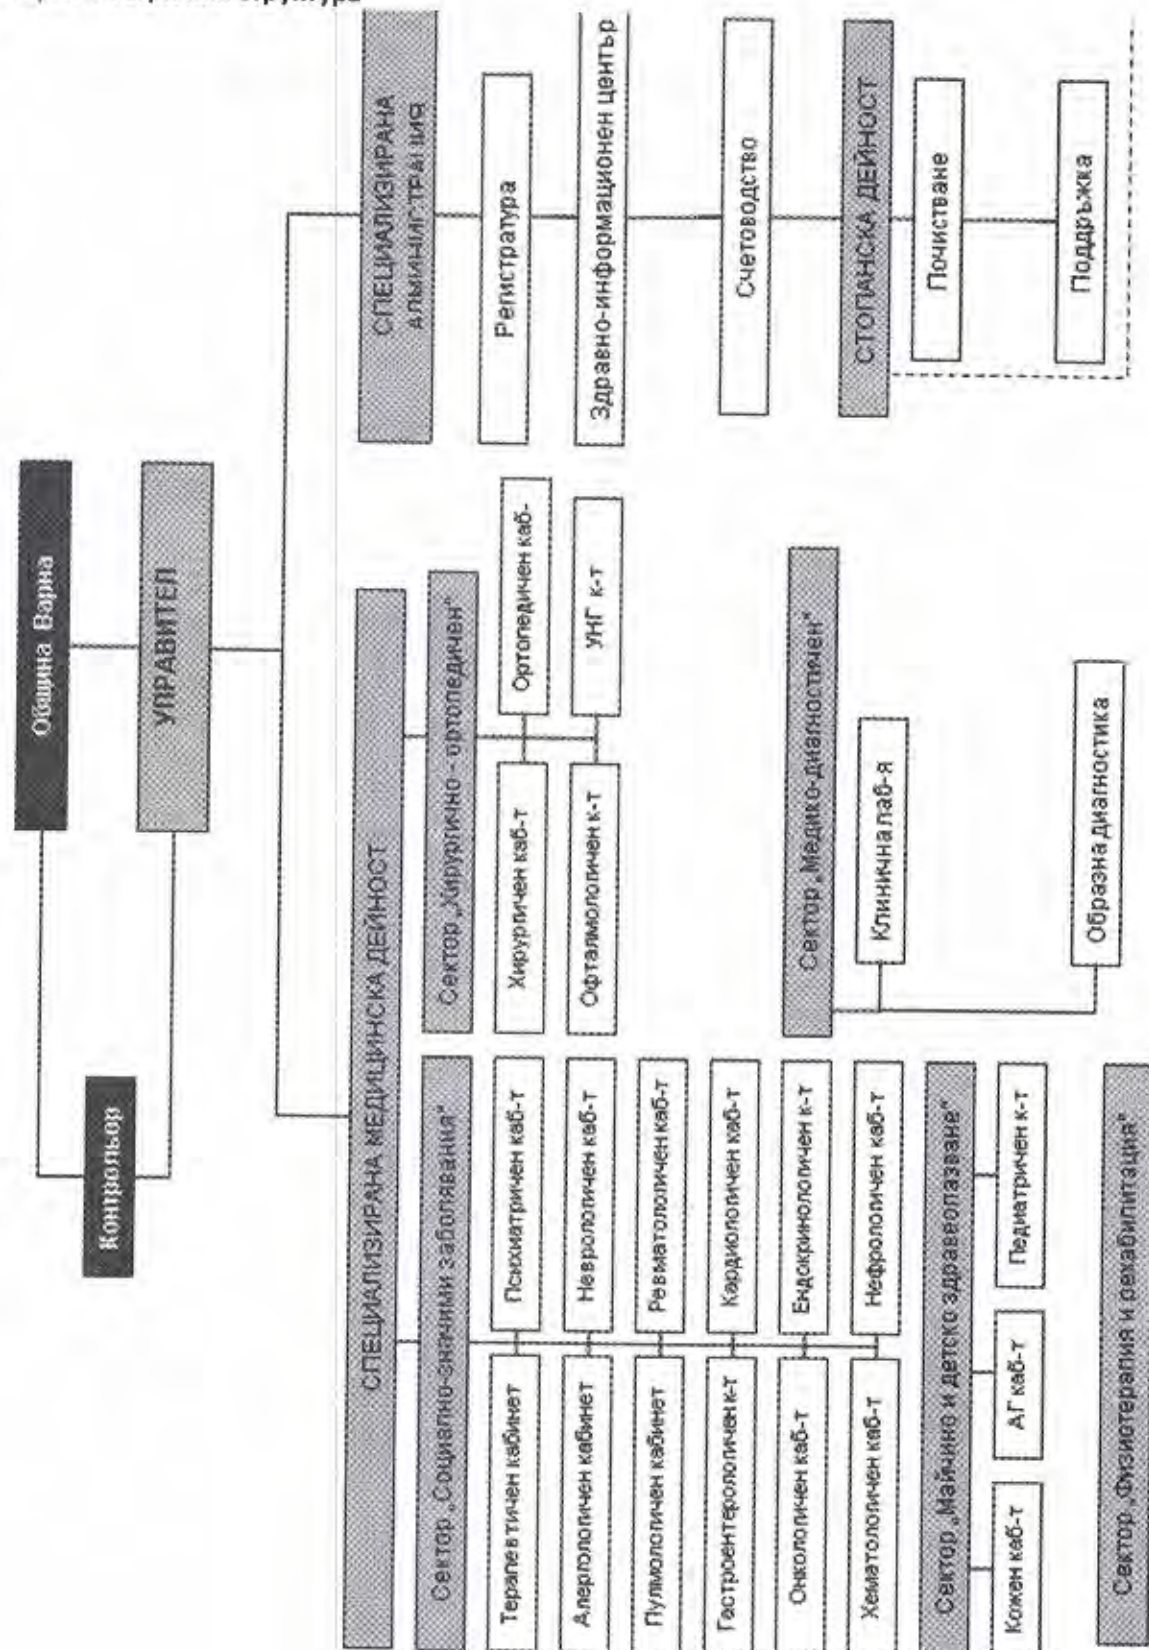 структура
Община Варна
Контрольор
УПРАВИТЕЛ
СПЕЦИАЛИЗИРАНА МЕДИЦИНСКА ДЕЙНОСТ
Сектор „Социално-значими заболявания"
Терапевтичен кабинет
Психиатричен каб-т
Алергологичен кабинет
Неврологичен каб-т
Пулмологичен кабинет
Ревматологичен каб-т
Гастроентерологичен к-т
Кардиологичен каб-т
Онкологичен каб-т
Ендокринологичен к-т
Хематологичен каб-т
Нефрологичен каб-т
Сектор „Майчино и детско здравеопазване"
Кожен каб-т
АГ каб-т
Педиатричен к-т
Сектор „Физиотерапия и рехабилитация"
Сектор „Хирургично - ортопедичен"
Хирургичен каб-т
Ортопедичен каб-
Офталмологичен к-т
УНГ к-т
Сектор „Медико-диагностичен"
Клинична лаб-я
Образна диагностика
СПЕЦИАЛИЗИРАНА
Регистратура
Здравно-информационен център
Счетоводство
СТОПАНСКА ДЕЙНОСТ
Почистване
Поддръжка